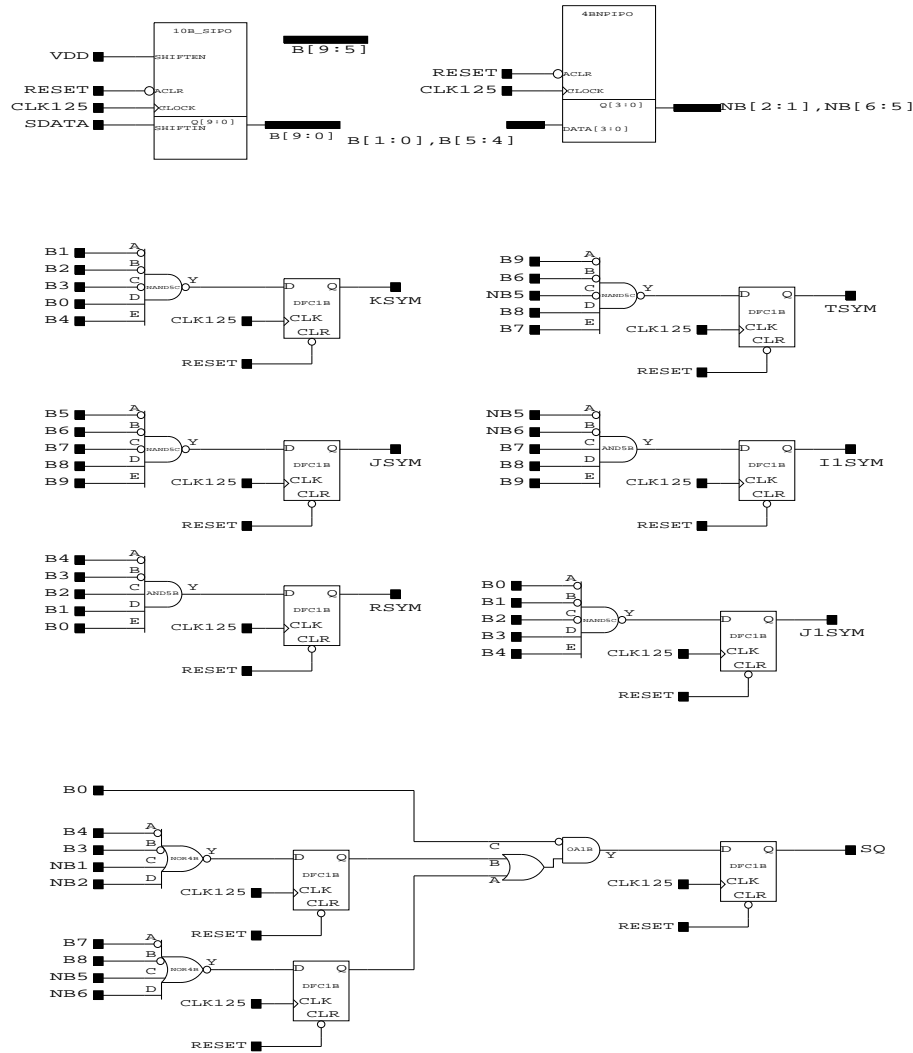 10B_SIPO
VDD
SHIFTEN
RESET
ACLR
CLK125
CLOCK
Q[9:0]
SDATA
SHIFTIN
B[9:5]
B[9:0]
4BNPIPO
RESET
ACLR
CLK125
CLOCK
Q[3:0]
DATA[3:0]
B[1:0],B[5:4]
NB[2:1],NB[6:5]
B1 A
B2 B
B3 C NAND5C Y D Q KSYM
B0 D DFC1B
B4 E CLK125 CLK
CLR
RESET
B9 A
B6 B
NB5 C NAND5C Y D Q TSYM
B8 D DFC1B
B7 E CLK125 CLK
CLR
RESET
B5 A
B6 B
B7 C NAND5C Y D Q JSYM
B8 D DFC1B
B9 E CLK125 CLK
CLR
RESET
NB5 A
NB6 B
B7 C AND5B Y D Q I1SYM
B8 D DFC1B
B9 E CLK125 CLK
CLR
RESET
B4 A
B3 B
B2 C AND5B Y D Q RSYM
B1 D DFC1B
B0 E CLK125 CLK
CLR
RESET
B0 A
B1 B
B2 C NAND5C Y D Q J1SYM
B3 D DFC1B
B4 E CLK125 CLK
CLR
RESET
B0
B4 A
B3 B
NB1 C NOR4B Y D Q
NB2 D DFC1B
CLK125 CLK
CLR
RESET
C
B
A
OA1B Y D Q SQ
DFC1B
CLK125 CLK
CLR
RESET
B7 A
B8 B
NB5 C NOR4B Y D Q
NB6 D DFC1B
CLK125 CLK
CLR
RESET